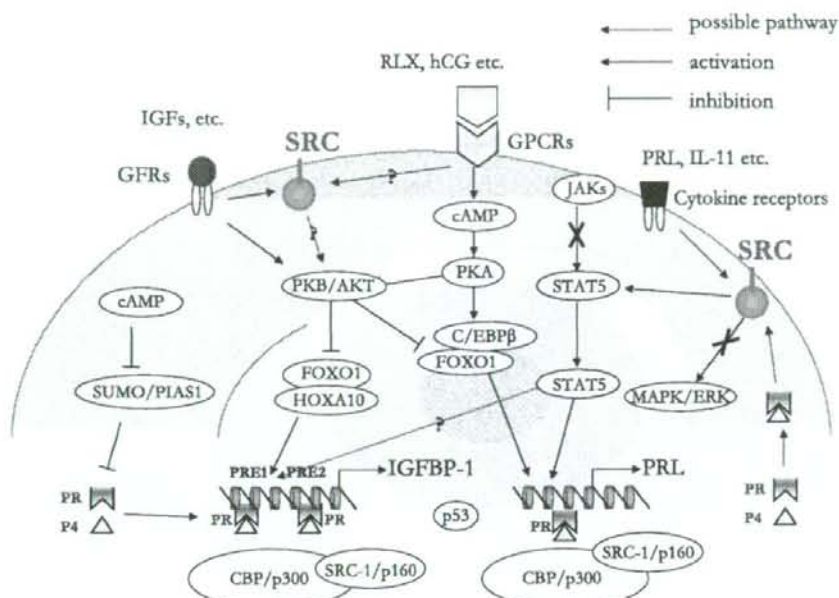 possible pathway
activation
inhibition
RLX, hCG etc.
GPCRs
IGFs, etc.
GFRs
SRC
?
PRL, IL-11 etc.
Cytokine receptors
JAKs
cAMP
SRC
?
PKB/AKT
PKA
STAT5
cAMP
C/EBPβ
FOXO1
FOXO1
HOXA10
SUMO/PIAS1
STAT5
MAPK/ERK
?
PRE1 PRE2
IGFBP-1
PRL
PR
P4
PR
PR
p53
PR
PR
P4
CBP/p300
SRC-1/p160
CBP/p300
SRC-1/p160